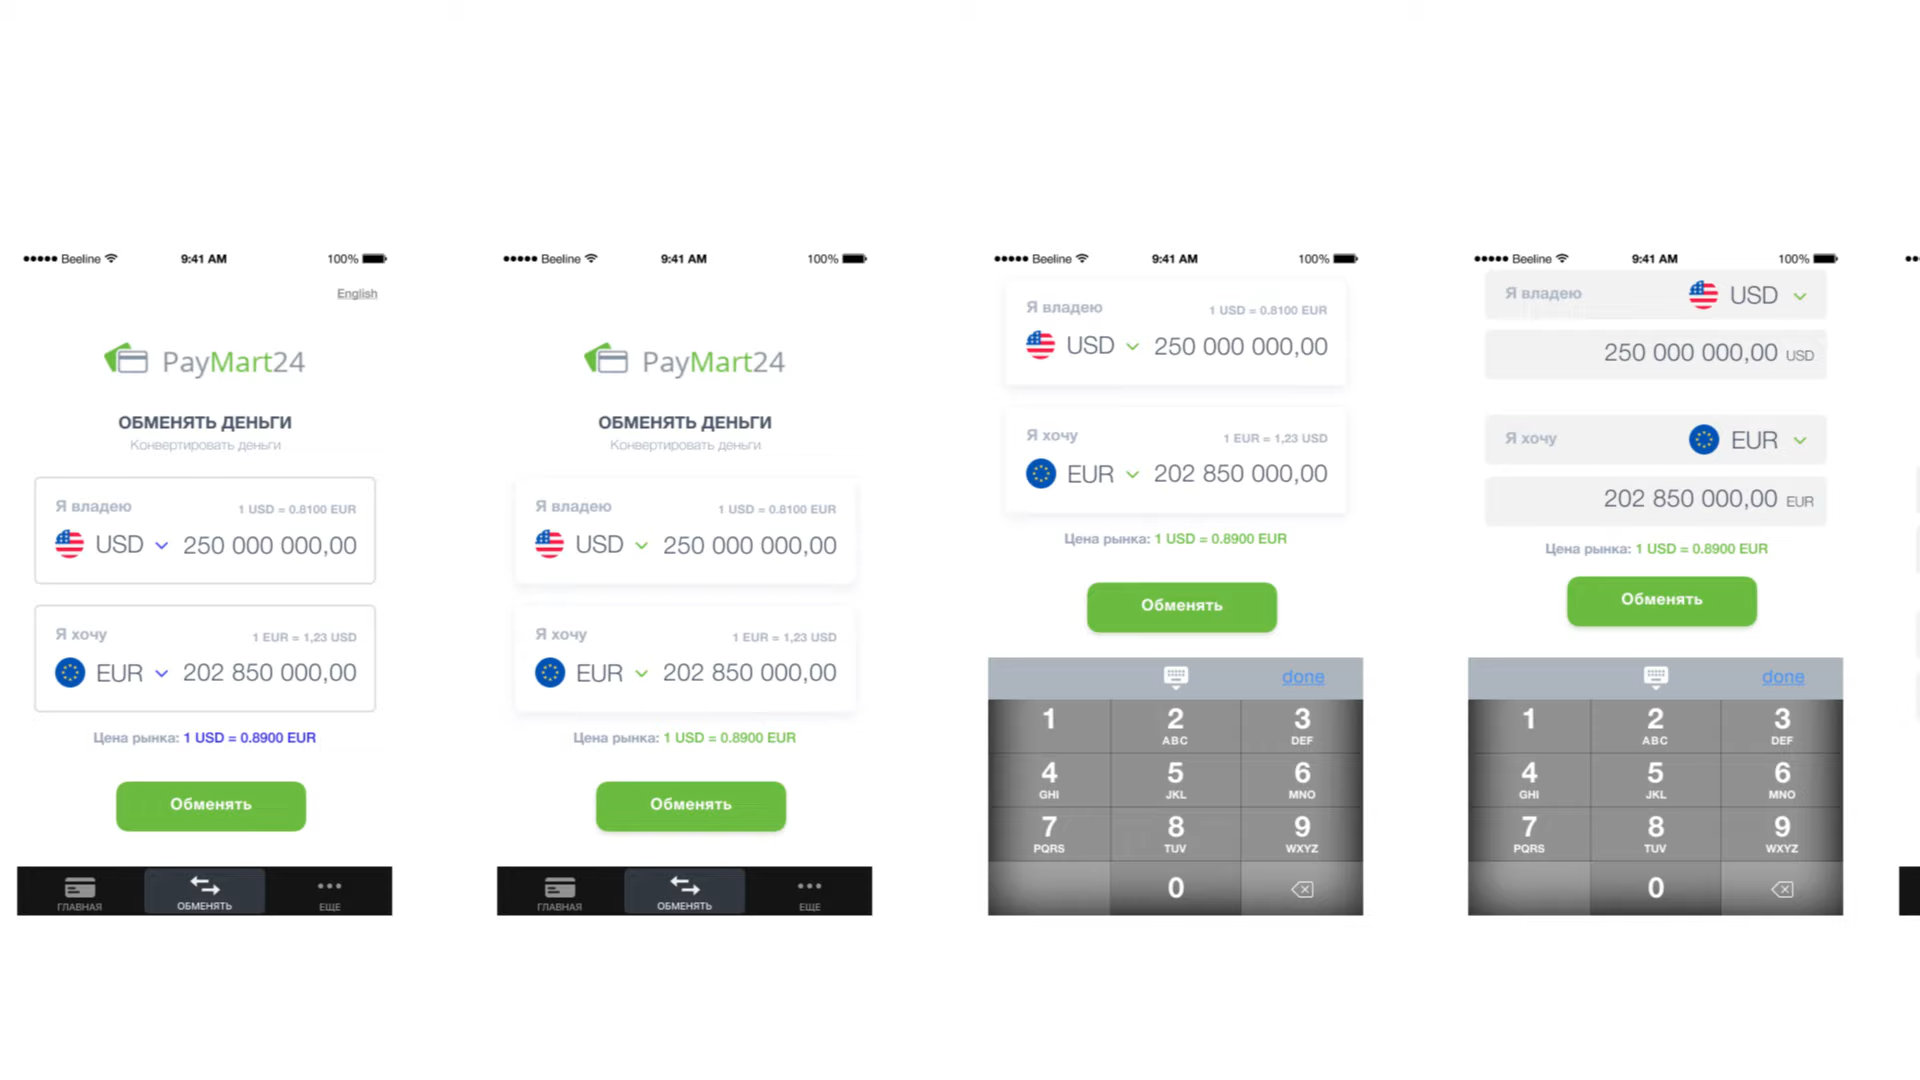 Beeline 9:41 AM 100%
English
PayMart24
ОБМЕНЯТЬ ДЕНЬГИ
Конвертировать деньги
Я владею 1 USD = 0.8100 EUR
USD 250 000 000,00
Я хочу 1 EUR = 1,23 USD
EUR 202 850 000,00
Цена рынка: 1 USD = 0.8900 EUR
Обменять
ГЛАВНАЯ ОБМЕНЯТЬ ЕЩЕ
Beeline 9:41 AM 100%
PayMart24
ОБМЕНЯТЬ ДЕНЬГИ
Конвертировать деньги
Я владею 1 USD = 0.8100 EUR
USD 250 000 000,00
Я хочу 1 EUR = 1,23 USD
EUR 202 850 000,00
Цена рынка: 1 USD = 0.8900 EUR
Обменять
ГЛАВНАЯ ОБМЕНЯТЬ ЕЩЕ
Beeline 9:41 AM 100%
Я владею 1 USD = 0.8100 EUR
USD 250 000 000,00
Я хочу 1 EUR = 1,23 USD
EUR 202 850 000,00
Цена рынка: 1 USD = 0.8900 EUR
Обменять
done
1 2 3
ABC DEF
4 5 6
GHI JKL MNO
7 8 9
PQRS TUV WXYZ
0
Beeline 9:41 AM 100%
Я владею USD
250 000 000,00 USD
Я хочу EUR
202 850 000,00 EUR
Цена рынка: 1 USD = 0.8900 EUR
Обменять
done
1 2 3
ABC DEF
4 5 6
GHI JKL MNO
7 8 9
PQRS TUV WXYZ
0